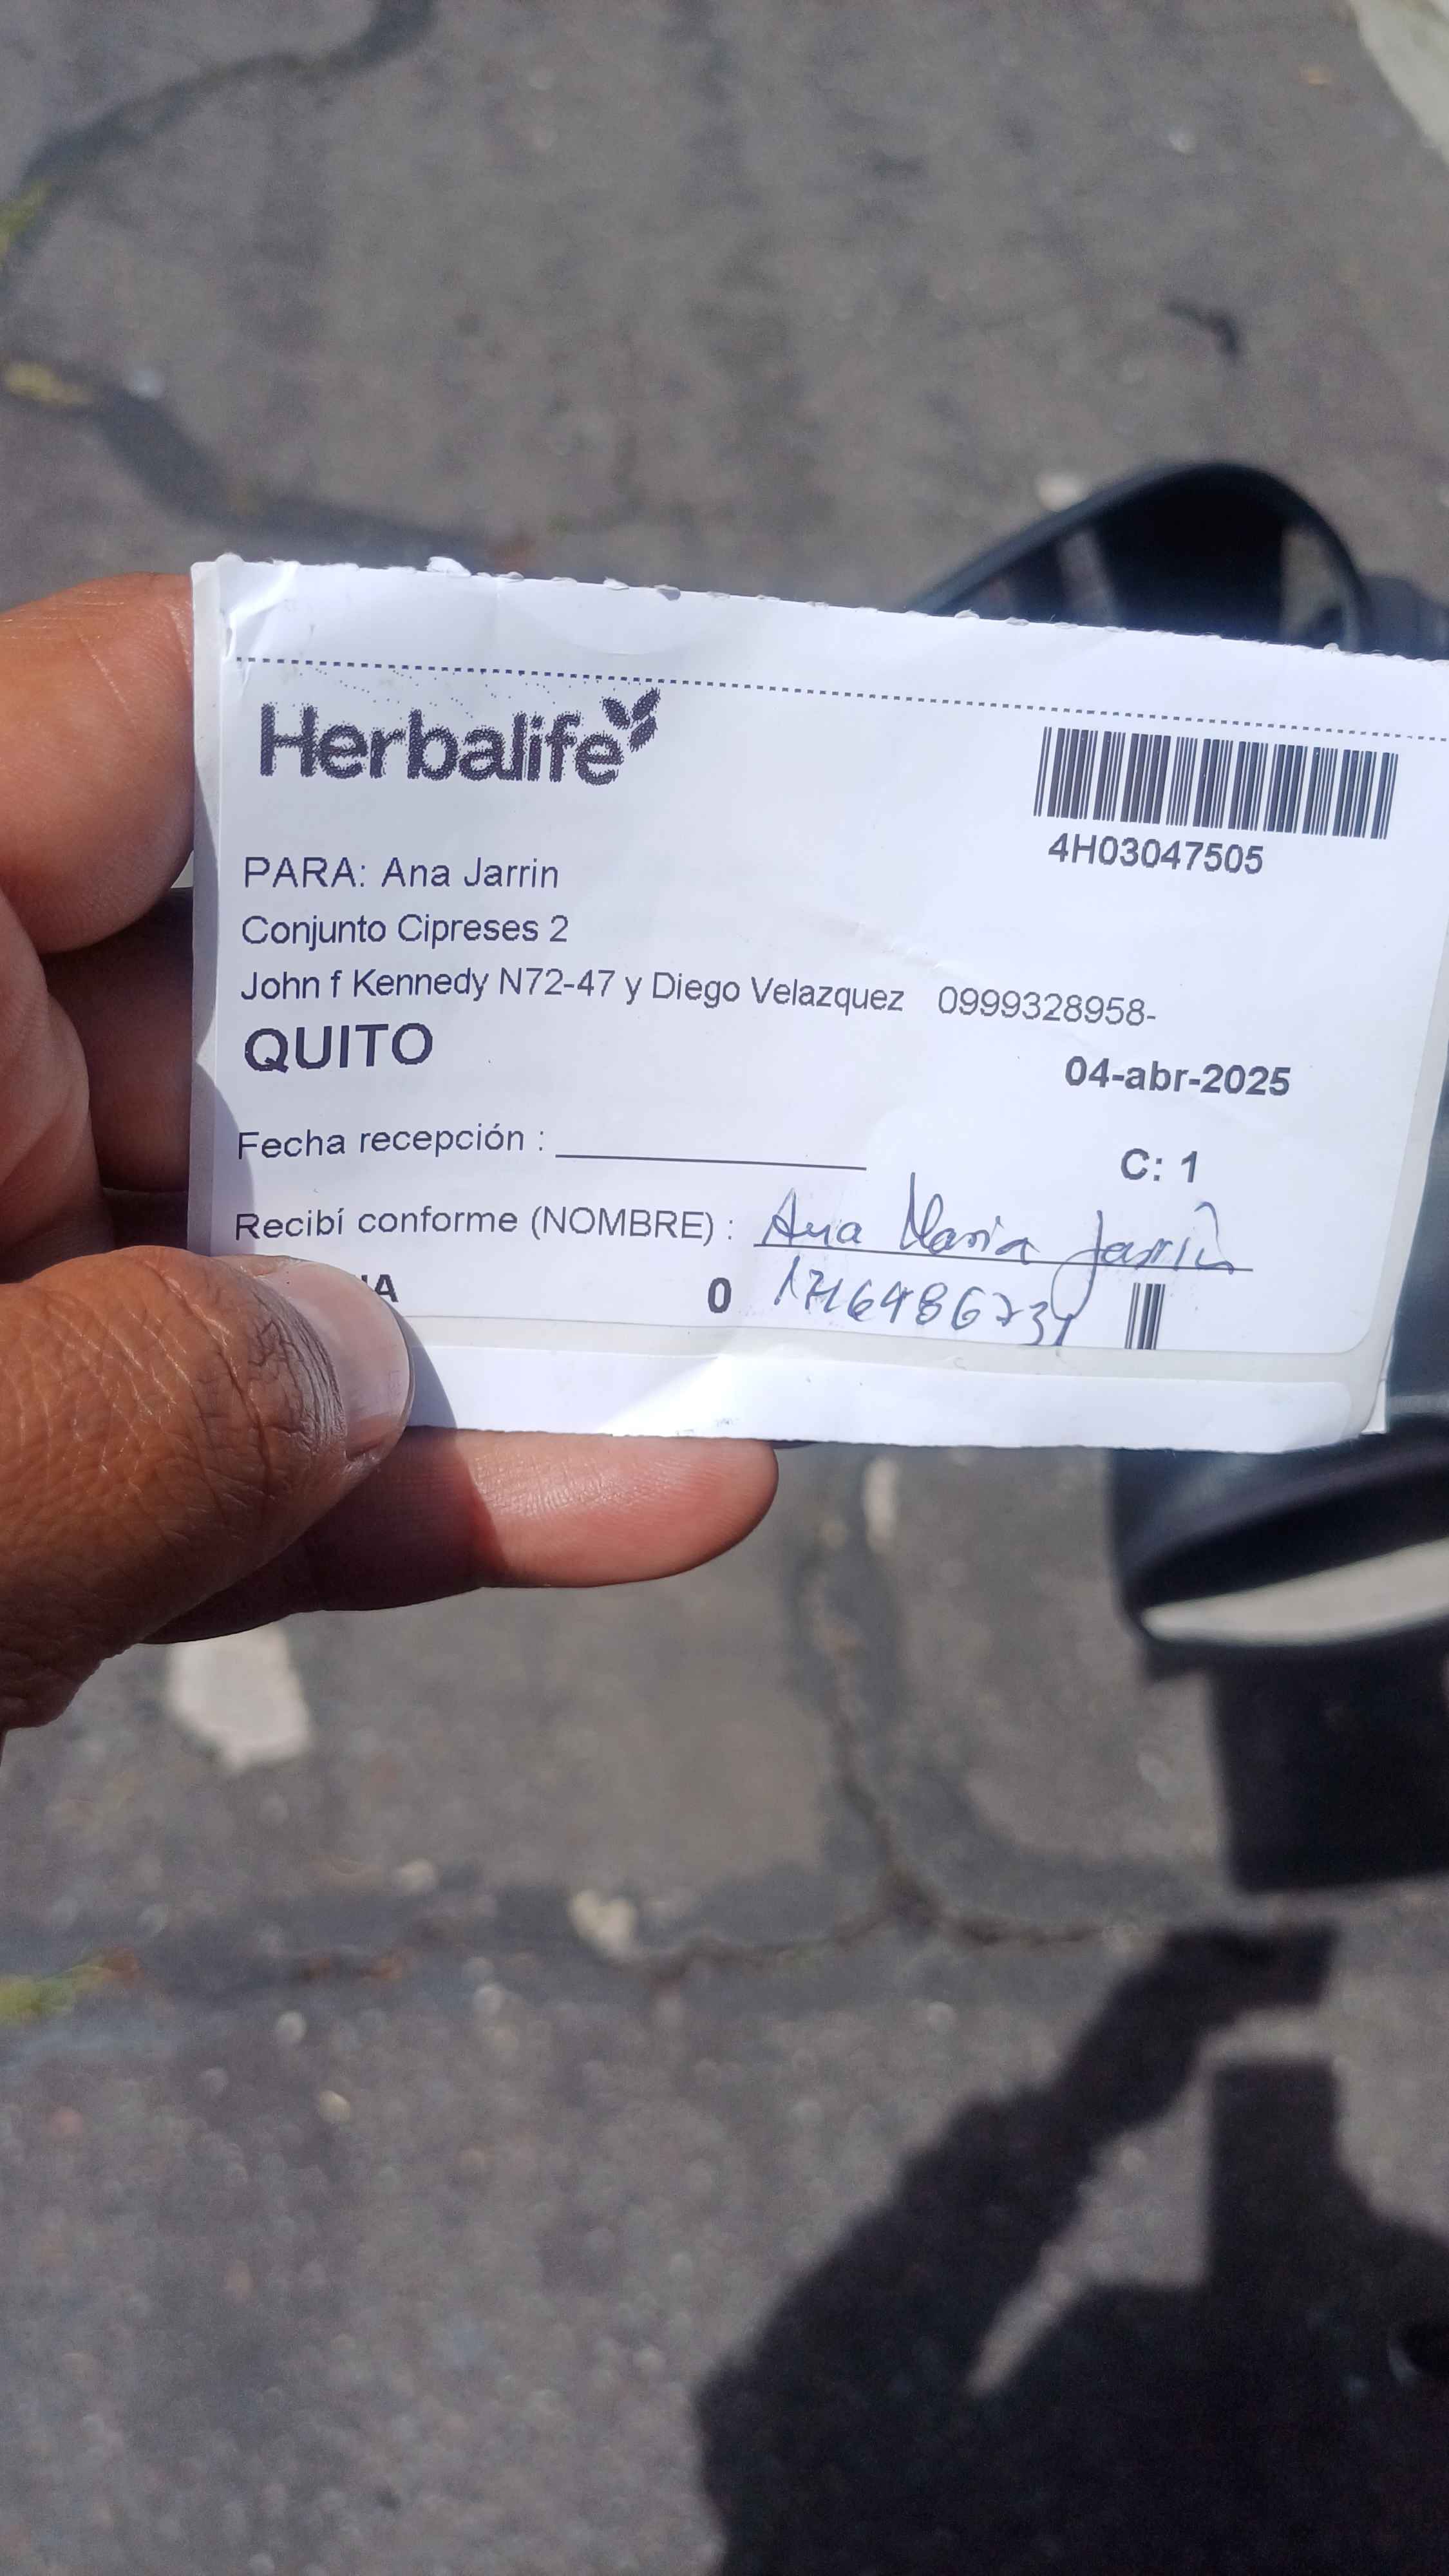 Herbalife
4H03047505
PARA: Ana Jarrin
Conjunto Cipreses 2
John f Kennedy N72-47 y Diego Velazquez 0999328958-
QUITO
04-abr-2025
Fecha recepción :
C: 1
Recibí conforme (NOMBRE) : Ana Maria Jarrín
0